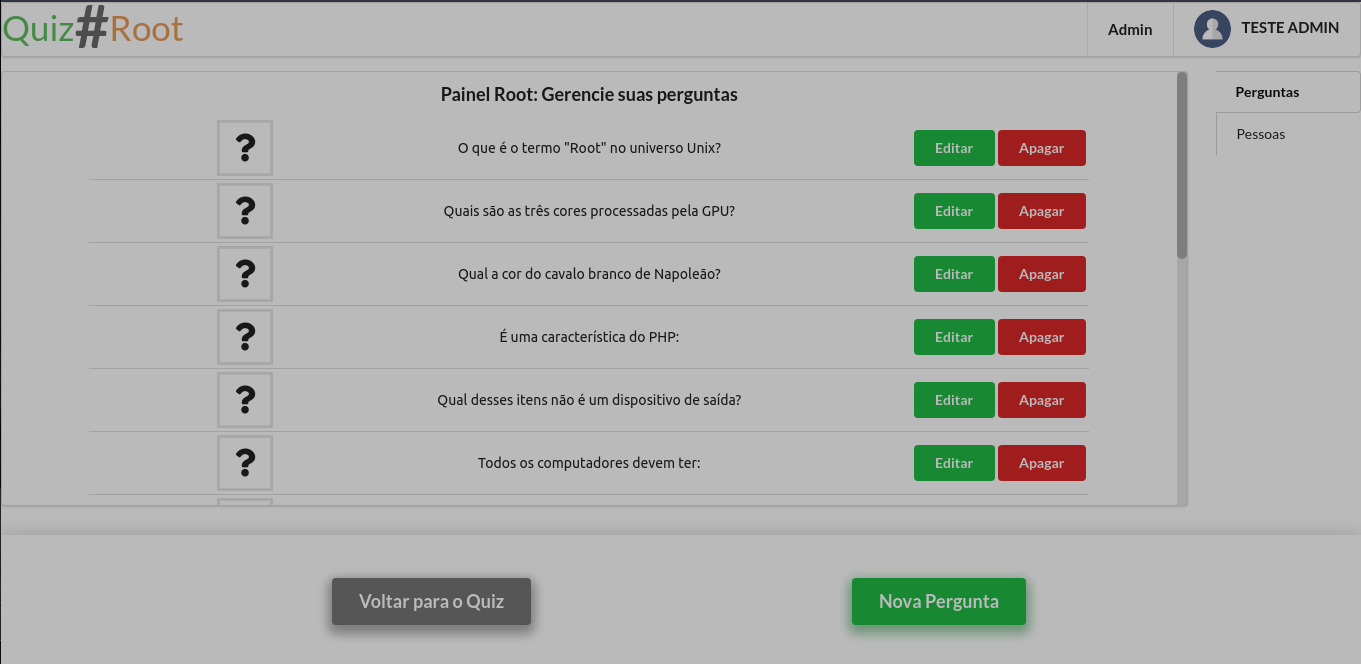 Quiz#Root
Admin
TESTE ADMIN
Painel Root: Gerencie suas perguntas
Perguntas
Pessoas
? O que é o termo "Root" no universo Unix? Editar Apagar
? Quais são as três cores processadas pela GPU? Editar Apagar
? Qual a cor do cavalo branco de Napoleão? Editar Apagar
? É uma característica do PHP: Editar Apagar
? Qual desses itens não é um dispositivo de saída? Editar Apagar
? Todos os computadores devem ter: Editar Apagar
Voltar para o Quiz
Nova Pergunta